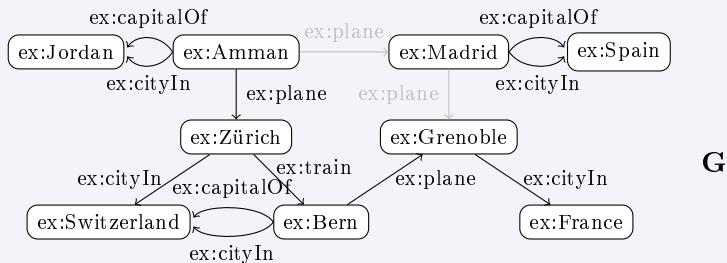 ex:capitalOf
ex:plane
ex:capitalOf
ex:Jordan
ex:Amman
ex:Madrid
ex:Spain
ex:cityIn
ex:cityIn
ex:plane
ex:plane
ex:Zürich
ex:Grenoble
G
ex:train
ex:cityIn
ex:capitalOf
ex:plane
ex:cityIn
ex:Switzerland
ex:Bern
ex:France
ex:cityIn